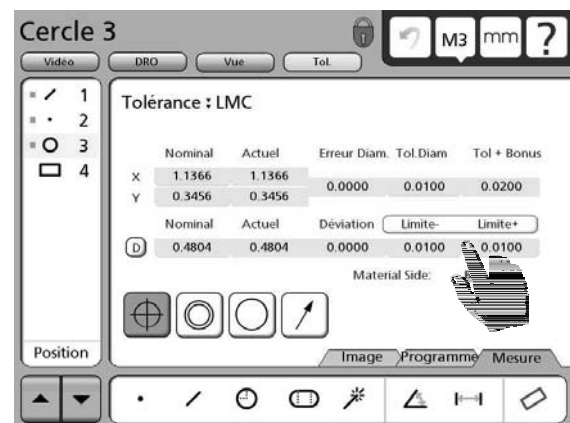 Cercle 3
M3 mm ?
Vidéo DRO Vue Tol.
1
2
3
4
Position
Tolérance : LMC
Nominal Actuel Erreur Diam. Tol.Diam Tol + Bonus
X 1.1366 1.1366 0.0000 0.0100 0.0200
Y 0.3456 0.3456
Nominal Actuel Déviation Limite- Limite+
D 0.4804 0.4804 0.0000 0.0100 0.0100
Material Side:
Image Programme Mesure